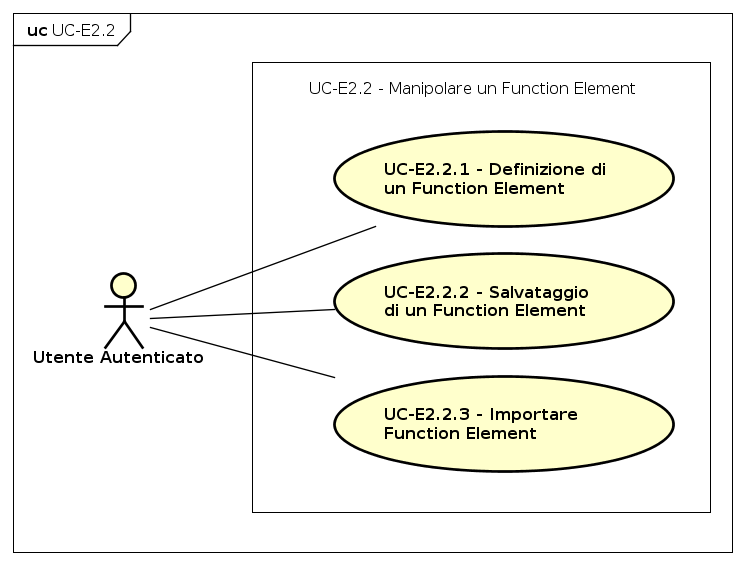 uc UC-E2.2
UC-E2.2 - Manipolare un Function Element
UC-E2.2.1 - Definizione di
un Function Element
UC-E2.2.2 - Salvataggio
di un Function Element
Utente Autenticato
UC-E2.2.3 - Importare
Function Element